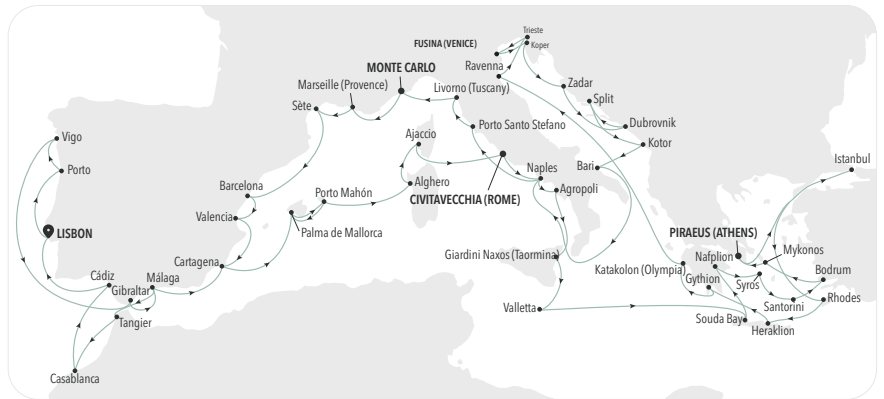 Trieste
Koper
FUSINA (VENICE)
Ravenna
MONTE CARLO
Zadar
Marseille (Provence)
Livorno (Tuscany)
Split
Sète
Dubrovnik
Porto Santo Stefano
Vigo
Ajaccio
Kotor
Istanbul
Porto
Naples
Bari
Barcelona
Porto Mahón
Alghero
Agropoli
CIVITAVECCHIA (ROME)
Valencia
LISBON
Palma de Mallorca
PIRAEUS (ATHENS)
Mykonos
Giardini Naxos (Taormina)
Nafplion
Cartagena
Katakolon (Olympia)
Bodrum
Cádiz
Málaga
Gythion
Syros
Gibraltar
Rhodes
Santorini
Valletta
Tangier
Souda Bay
Heraklion
Casablanca